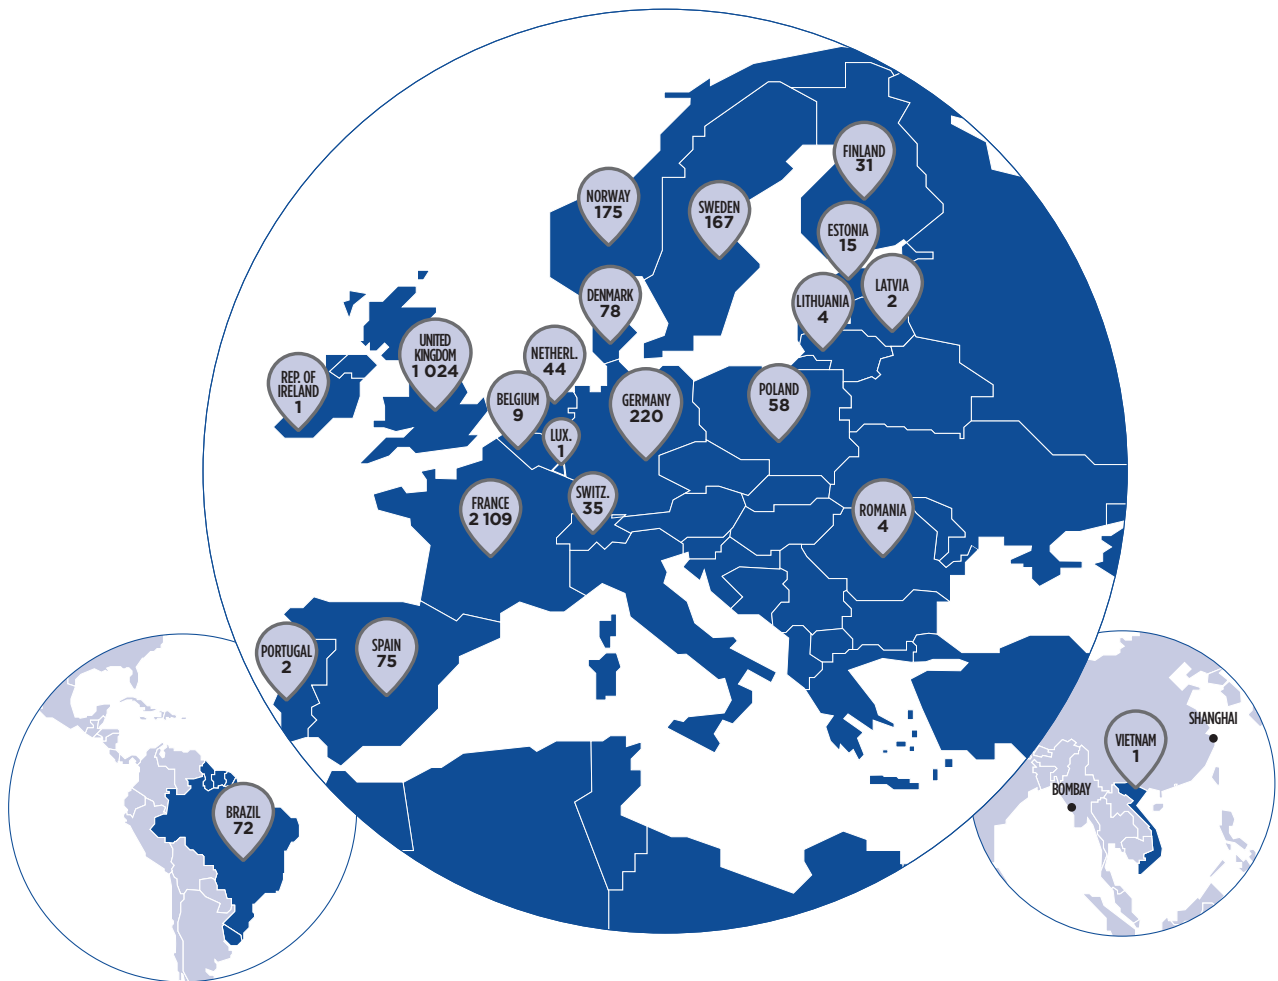 FINLAND
31
NORWAY
175
SWEDEN
167
ESTONIA
15
LATVIA
2
LITHUANIA
4
DENMARK
78
UNITED
KINGDOM
1 024
NETHERL.
44
REP. OF
IRELAND
1
BELGIUM
9
GERMANY
220
POLAND
58
LUX.
1
FRANCE
2 109
SWITZ.
35
ROMANIA
4
PORTUGAL
2
SPAIN
75
BRAZIL
72
SHANGHAI
VIETNAM
1
BOMBAY